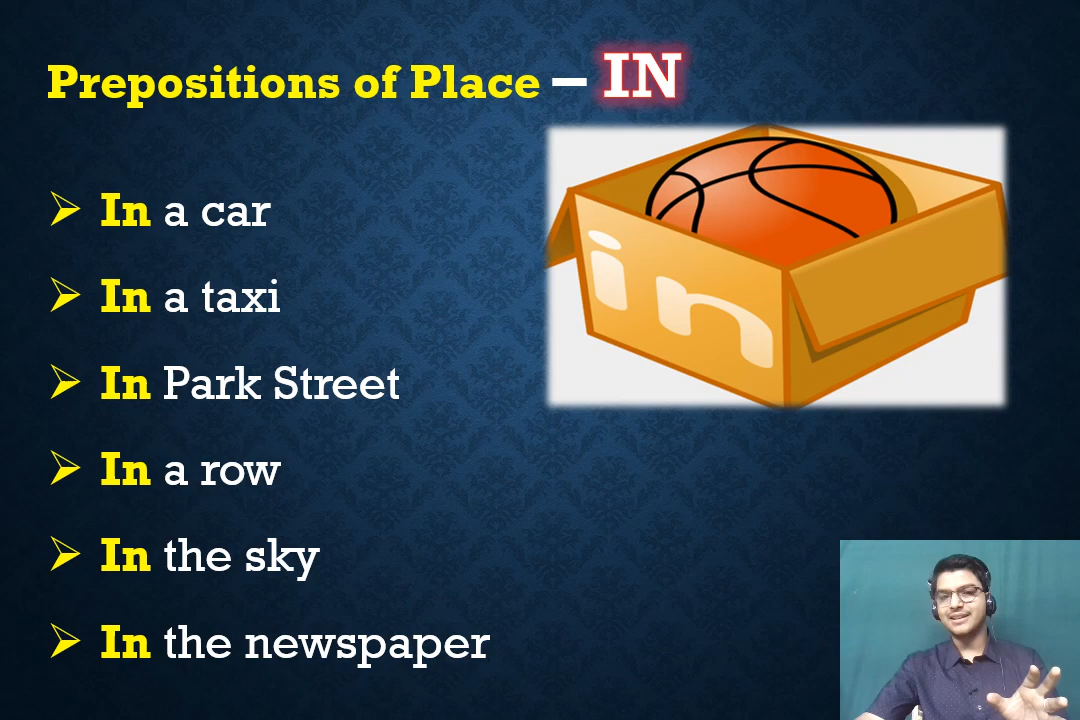 Prepositions of Place – IN
In a car
In a taxi
In Park Street
In a row
In the sky
In the newspaper
in